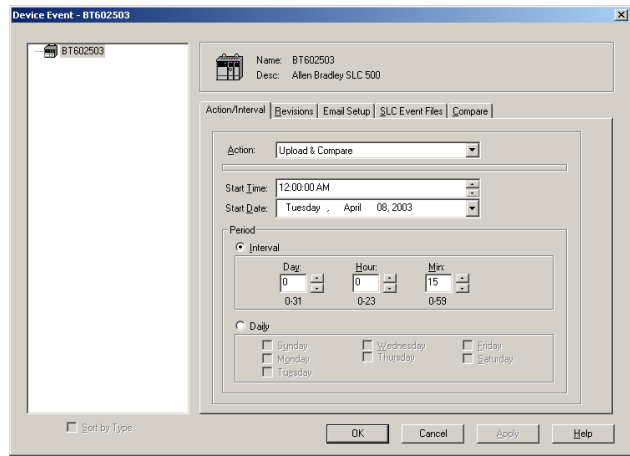 Device Event - BT602503
BT602503
Name: BT602503
Desc: Allen Bradley SLC 500
Action/Interval Revisions Email Setup SLC Event Files Compare
Action: Upload & Compare
Start Time: 12:00:00 AM
Start Date: Tuesday , April 08, 2003
Period
Interval
Day: Hour: Min:
0 0 15
0-31 0-23 0-59
Daily
Sunday Wednesday Friday
Monday Thursday Saturday
Tuesday
Sort by Type
OK Cancel Apply Help